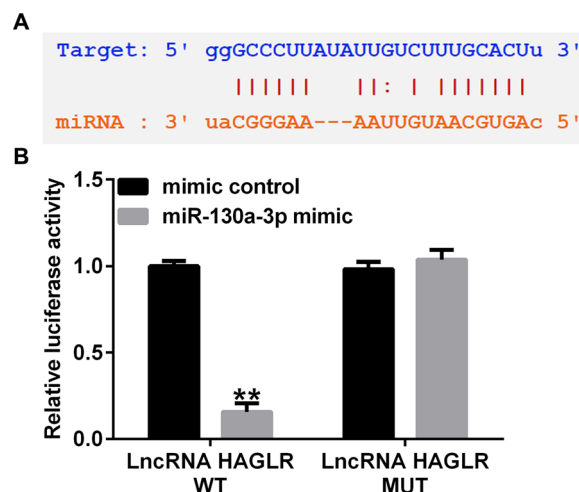 A
Target: 5' ggGCCCUUAUAUUGUCUUUGCACUu 3'
|||||| ||: | |||||||
miRNA : 3' uaCGGGAA---AAUUGUAACGUGAc 5'
B
Relative luciferase activity
1.5
1.0
0.5
0.0
mimic control
miR-130a-3p mimic
**
LncRNA HAGLR WT
LncRNA HAGLR MUT